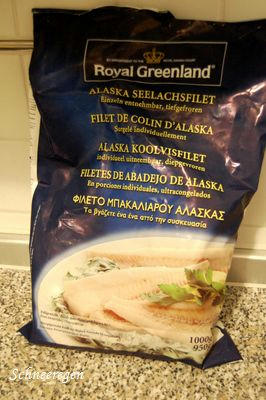 Royal Greenland
ALASKA SEELACHSFILET
Einzeln entnehmbar, tiefgefroren
FILET DE COLIN D'ALASKA
Surgelé individuellement
ALASKA KOOLVISFILET
individueel uitneembaar, diepgevroren
FILETES DE ABADEJO DE ALASKA
En porciones individuales, ultracongelados
ΦΙΛΕΤΟ ΜΠΑΚΑΛΙΑΡΟΥ ΑΛΑΣΚΑΣ
Τα βγάζετε ένα ένα από την συσκευασία
1000g
950
Schneeregen